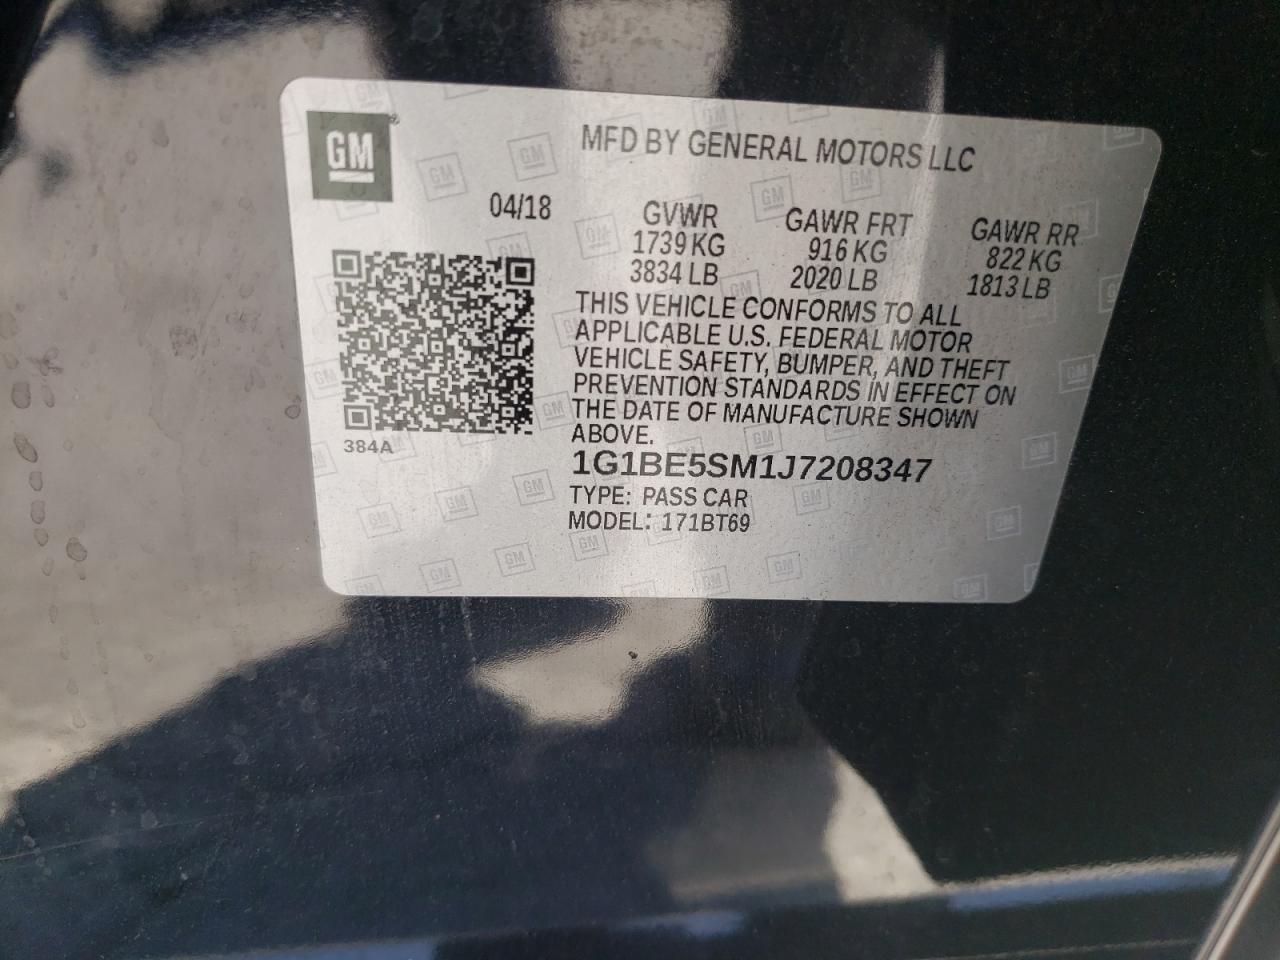 GM
MFD BY GENERAL MOTORS LLC
04/18
GVWR GAWR FRT GAWR RR
1739 KG 916 KG 822 KG
3834 LB 2020 LB 1813 LB
THIS VEHICLE CONFORMS TO ALL
APPLICABLE U.S. FEDERAL MOTOR
VEHICLE SAFETY, BUMPER, AND THEFT
PREVENTION STANDARDS IN EFFECT ON
THE DATE OF MANUFACTURE SHOWN
ABOVE.
384A
1G1BE5SM1J7208347
TYPE: PASS CAR
MODEL: 171BT69